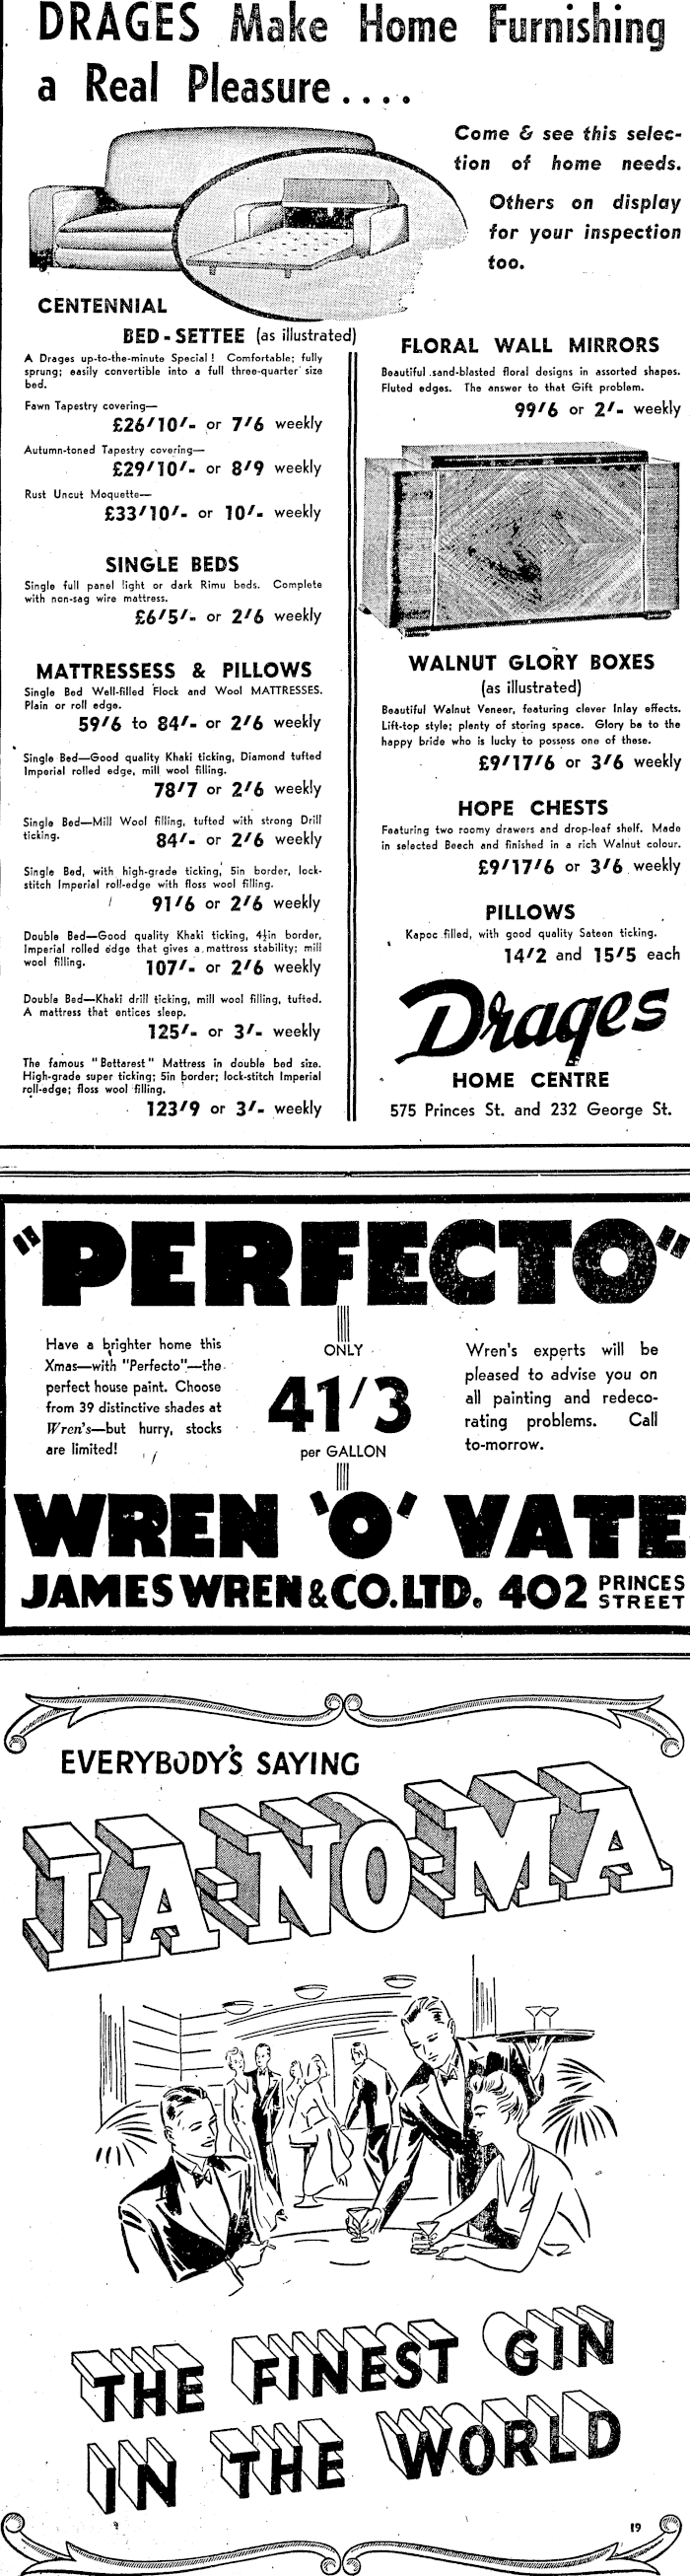 DRAGES Make Home Furnishing
a Real Pleasure....
Come & see this selec-
tion of home needs.
Others on display
for your inspection
too.
CENTENNIAL
BED-SETTEE (as illustrated)
A Drages up-to-the-minute Special! Comfortable; fully
sprung; easily convertible into a full three-quarter size
bed.
Fawn Tapestry covering—
£26/10/- or 7/6 weekly
Autumn-toned Tapestry covering—
£29/10/- or 8/9 weekly
Rust Uncut Moquette—
£33/10/- or 10/- weekly
SINGLE BEDS
Single full panel light or dark Rimu beds. Complete
with non-sag wire mattress.
£6/5/- or 2/6 weekly
MATTRESSESS & PILLOWS
Single Bed Well-filled Flock and Wool MATTRESSES.
Plain or roll edge.
59/6 to 84/- or 2/6 weekly
Single Bed—Good quality Khaki ticking, Diamond tufted
Imperial rolled edge, mill wool filling.
78/7 or 2/6 weekly
Single Bed—Mill Wool filling, tufted with strong Drill
ticking.
84/- or 2/6 weekly
Single Bed, with high-grade ticking, 5in border, lock-
stitch Imperial roll-edge with floss wool filling.
91/6 or 2/6 weekly
Double Bed—Good quality Khaki ticking, 4½in border,
Imperial rolled edge that gives a mattress stability; mill
wool filling.
107/- or 2/6 weekly
Double Bed—Khaki drill ticking, mill wool filling, tufted.
A mattress that entices sleep.
125/- or 3/- weekly
The famous "Bettarest" Mattress in double bed size.
High-grade super ticking; 5in border; lock-stitch Imperial
roll-edge; floss wool filling.
123/9 or 3/- weekly
FLORAL WALL MIRRORS
Beautiful sand-blasted floral designs in assorted shapes.
Fluted edges. The answer to that Gift problem.
99/6 or 2/- weekly
WALNUT GLORY BOXES
(as illustrated)
Beautiful Walnut Veneer, featuring clever Inlay effects.
Lift-top style; plenty of storing space. Glory be to the
happy bride who is lucky to possess one of these.
£9/17/6 or 3/6 weekly
HOPE CHESTS
Featuring two roomy drawers and drop-leaf shelf. Made
in selected Beech and finished in a rich Walnut colour.
£9/17/6 or 3/6 weekly
PILLOWS
Kapoc filled, with good quality Sateen ticking.
14/2 and 15/5 each
Drages
HOME CENTRE
575 Princes St. and 232 George St.
"PERFECTO"
Have a brighter home this
Xmas—with "Perfecto"—the
perfect house paint. Choose
from 39 distinctive shades at
Wren's—but hurry, stocks
are limited!
ONLY
41/3
per GALLON
Wren's experts will be
pleased to advise you on
all painting and redeco-
rating problems. Call
to-morrow.
WREN 'O' VATE
JAMES WREN & CO. LTD. 402 PRINCES
STREET
EVERYBODY'S SAYING
LA-NO-MA
THE FINEST GIN
IN THE WORLD
19